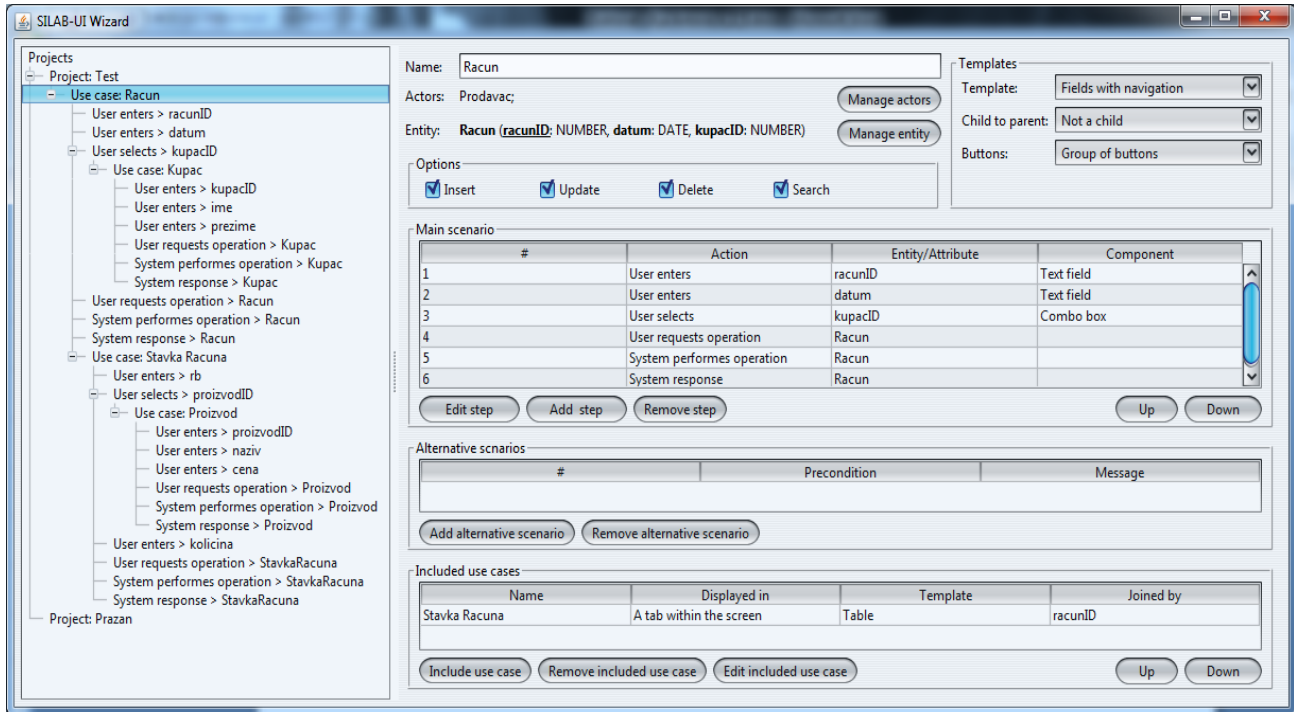 SILAB-UI Wizard
Projects
Project: Test
Use case: Racun
User enters > racunID
User enters > datum
User selects > kupacID
Use case: Kupac
User enters > kupacID
User enters > ime
User enters > prezime
User requests operation > Kupac
System performes operation > Kupac
System response > Kupac
User requests operation > Racun
System performes operation > Racun
System response > Racun
Use case: Stavka Racuna
User enters > rb
User selects > proizvodID
Use case: Proizvod
User enters > proizvodID
User enters > naziv
User enters > cena
User requests operation > Proizvod
System performes operation > Proizvod
System response > Proizvod
User enters > kolicina
User requests operation > StavkaRacuna
System performes operation > StavkaRacuna
System response > StavkaRacuna
Project: Prazan
Name: Racun
Actors: Prodavac; Manage actors
Entity: Racun (racunID: NUMBER, datum: DATE, kupacID: NUMBER) Manage entity
Options
Insert Update Delete Search
Templates
Template: Fields with navigation
Child to parent: Not a child
Buttons: Group of buttons
Main scenario
# Action Entity/Attribute Component
1 User enters racunID Text field
2 User enters datum Text field
3 User selects kupacID Combo box
4 User requests operation Racun
5 System performes operation Racun
6 System response Racun
Edit step Add step Remove step Up Down
Alternative scnarios
# Precondition Message
Add alternative scenario Remove alternative scenario
Included use cases
Name Displayed in Template Joined by
Stavka Racuna A tab within the screen Table racunID
Include use case Remove included use case Edit included use case Up Down